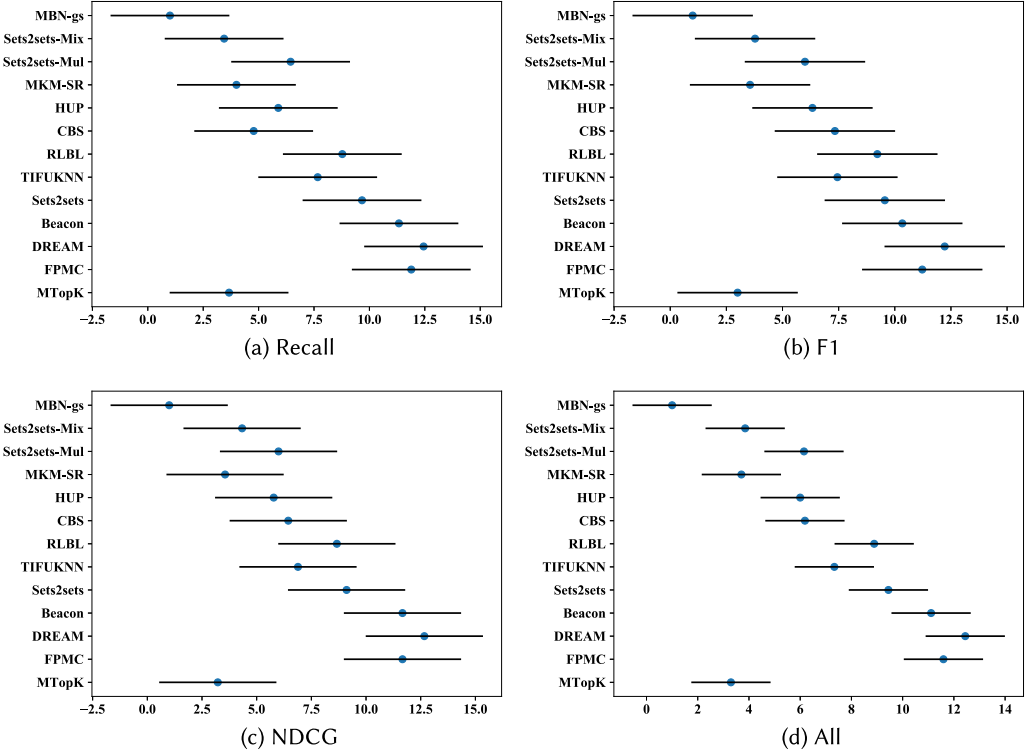 MBN-gs
Sets2sets-Mix
Sets2sets-Mul
MKM-SR
HUP
CBS
RLBL
TIFUKNN
Sets2sets
Beacon
DREAM
FPMC
MTopK
−2.5 0.0 2.5 5.0 7.5 10.0 12.5 15.0
(a) Recall
MBN-gs
Sets2sets-Mix
Sets2sets-Mul
MKM-SR
HUP
CBS
RLBL
TIFUKNN
Sets2sets
Beacon
DREAM
FPMC
MTopK
−2.5 0.0 2.5 5.0 7.5 10.0 12.5 15.0
(b) F1
MBN-gs
Sets2sets-Mix
Sets2sets-Mul
MKM-SR
HUP
CBS
RLBL
TIFUKNN
Sets2sets
Beacon
DREAM
FPMC
MTopK
−2.5 0.0 2.5 5.0 7.5 10.0 12.5 15.0
(c) NDCG
MBN-gs
Sets2sets-Mix
Sets2sets-Mul
MKM-SR
HUP
CBS
RLBL
TIFUKNN
Sets2sets
Beacon
DREAM
FPMC
MTopK
0 2 4 6 8 10 12 14
(d) All